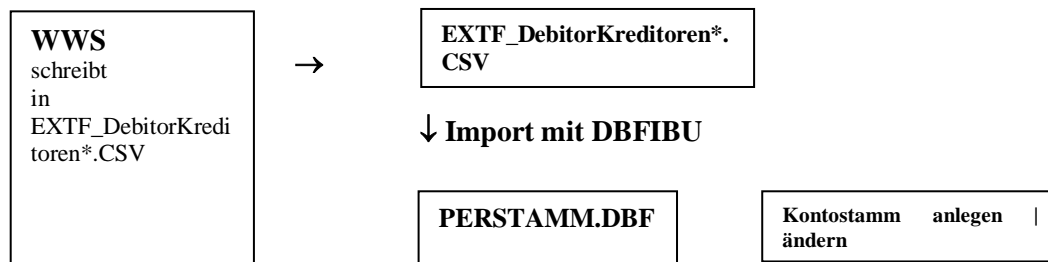 WWS
schreibt
in
EXTF_DebitorKredi
toren*.CSV
→
EXTF_DebitorKreditoren*.
CSV
↓ Import mit DBFIBU
PERSTAMM.DBF
Kontostamm anlegen |
ändern